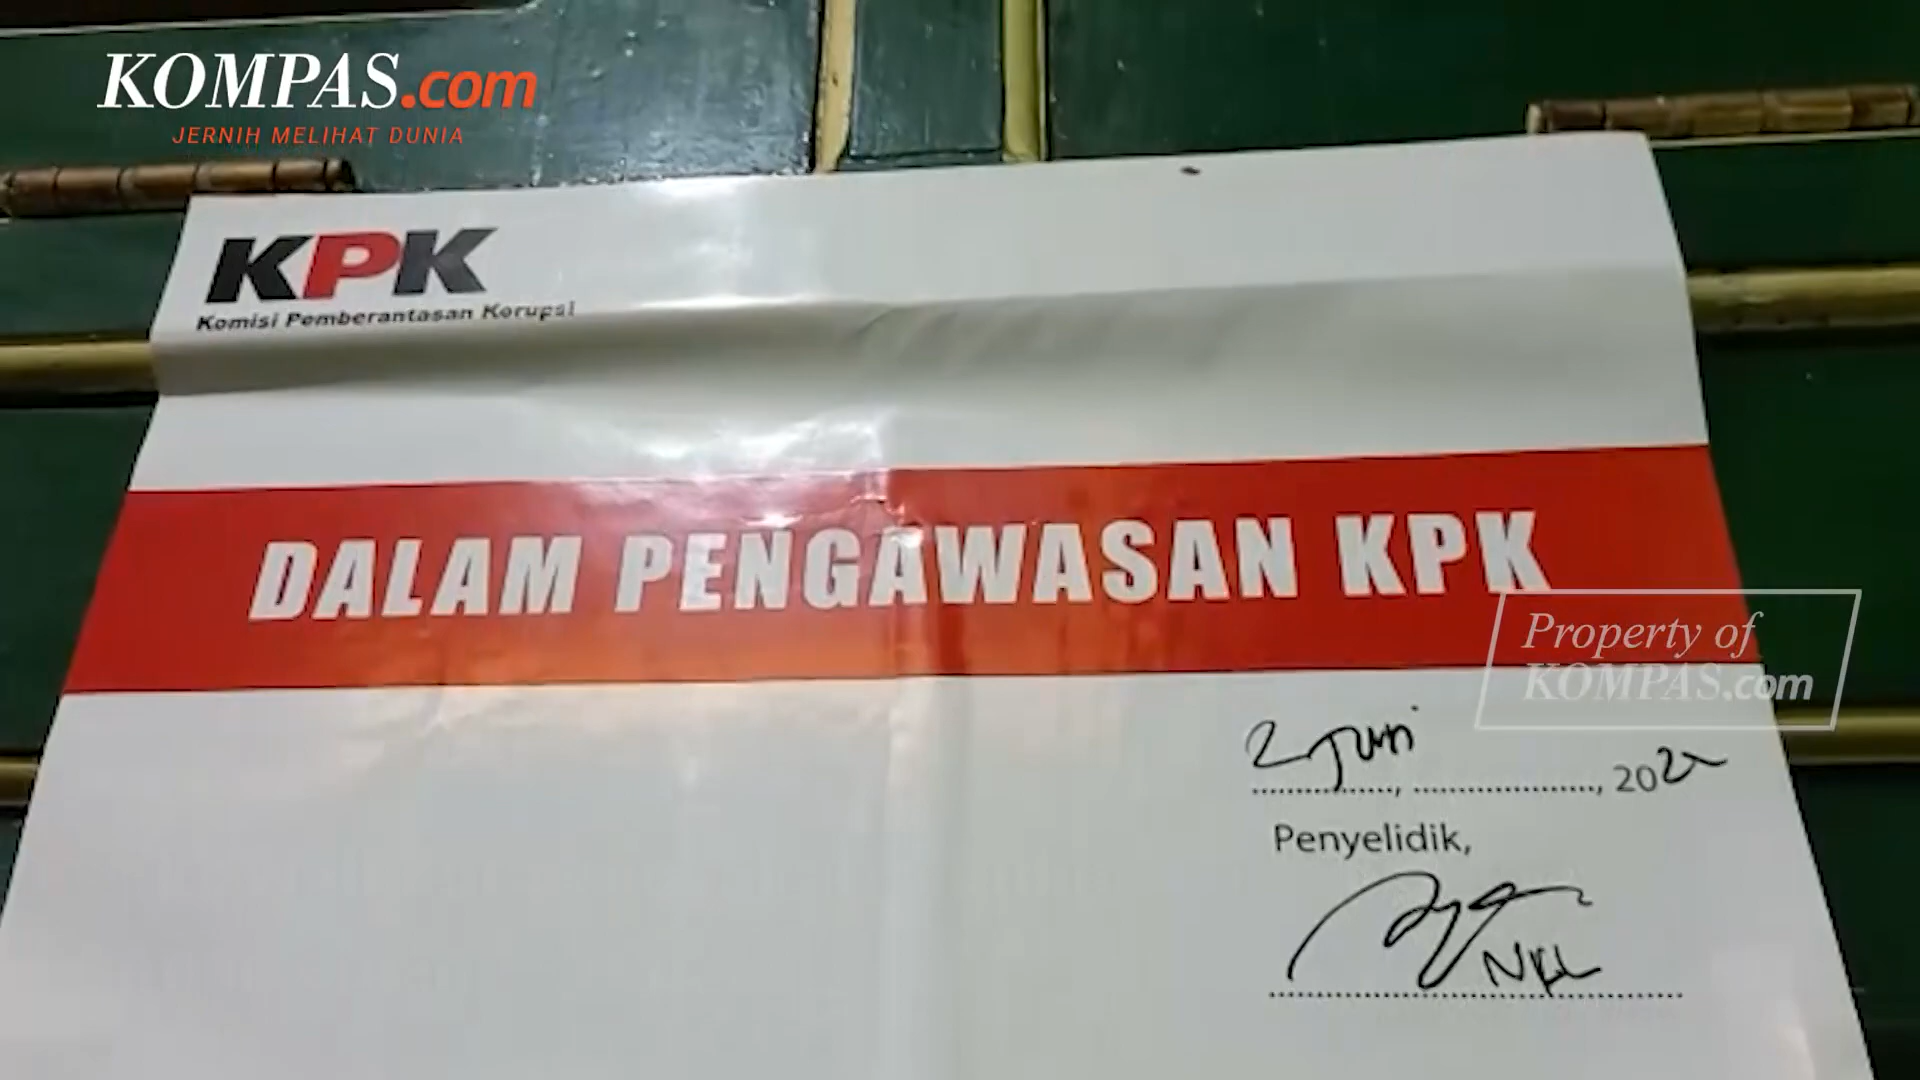 KOMPAS.com
JERNIH MELIHAT DUNIA
KPK
Komisi Pemberantasan Korupsi
DALAM PENGAWASAN KPK
Property of
KOMPAS.com
2 Juni
...................., ........................., 2022
Penyelidik,